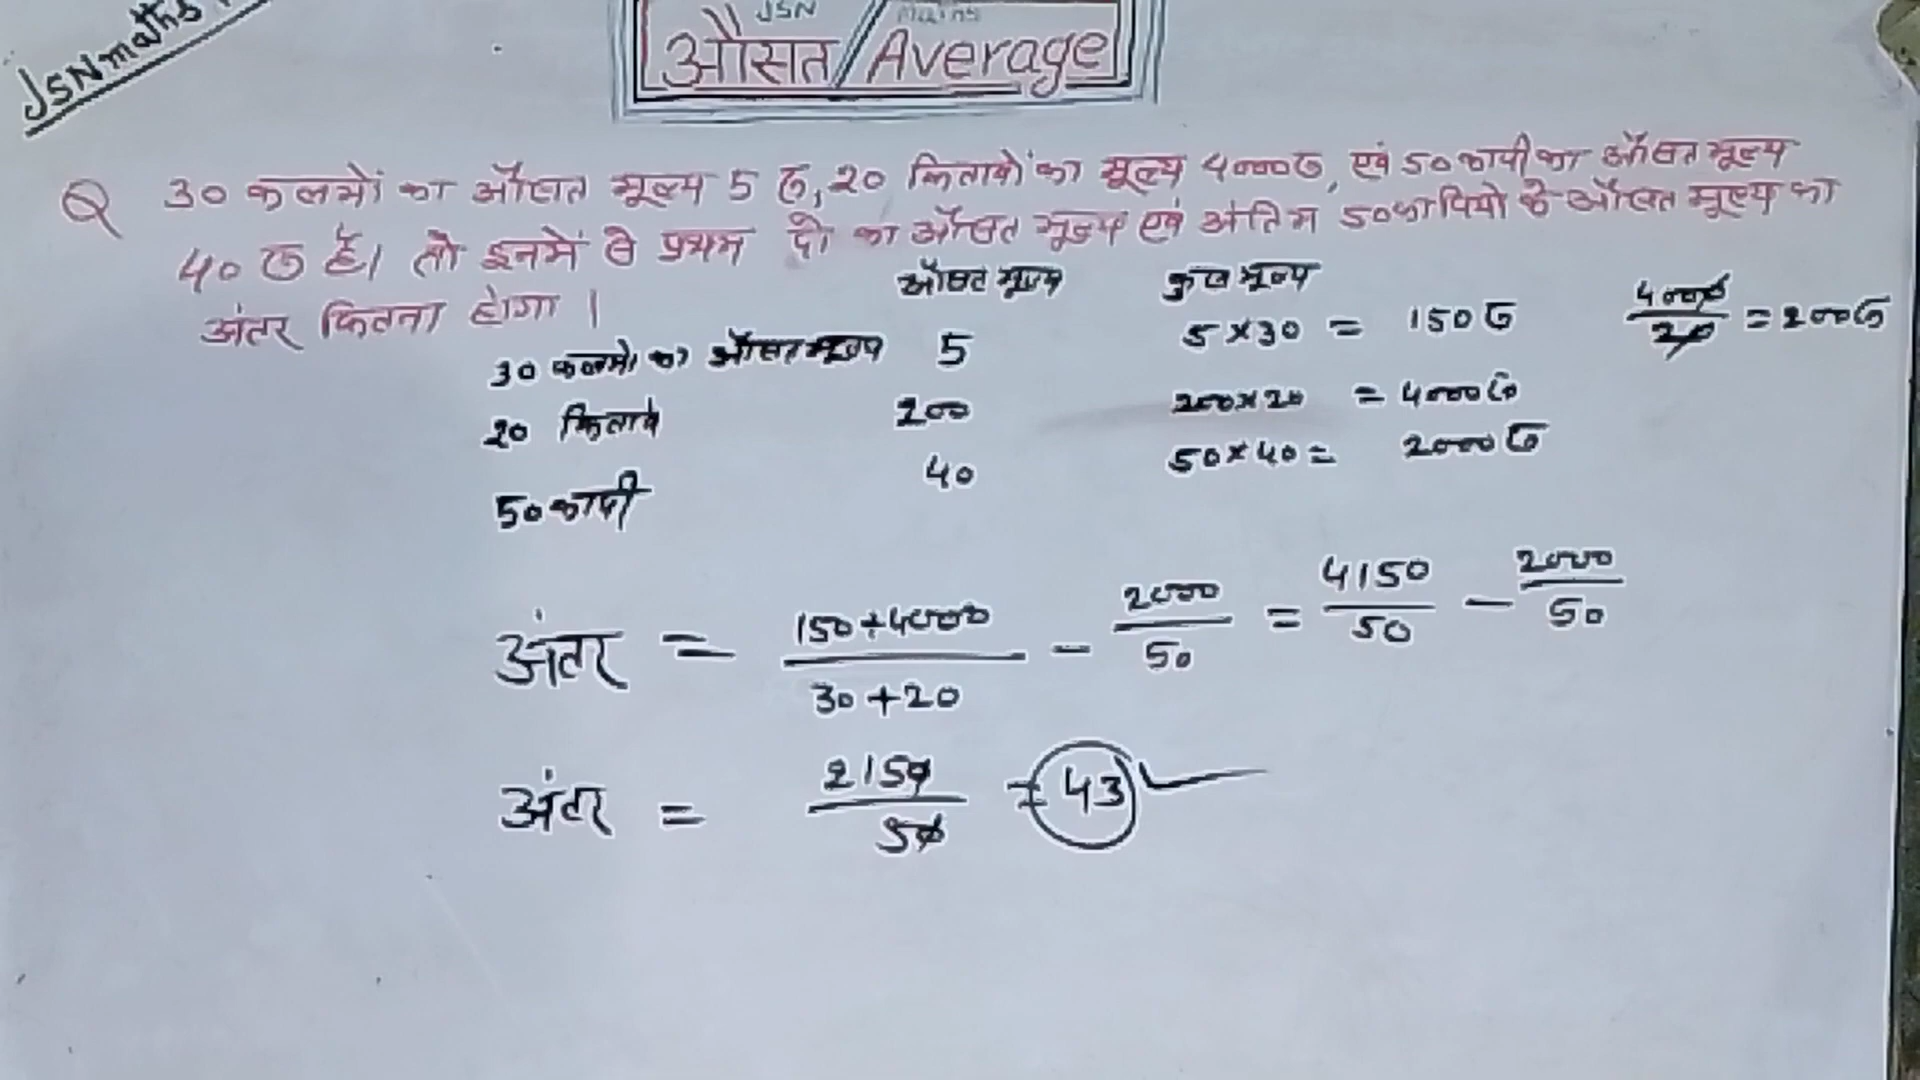 JSNmaths
JSN Maths
औसत/Average
Q 30 कलमों का औसत मूल्य 5 रु, 20 किताबों का मूल्य 4000रु, एवं 50 कापी का औसत मूल्य
40 रु है। तो इनमें से प्रथम दो का औसत मूल्य एवं अंतिम 50 कापियो के औसत मूल्य का
अंतर कितना होगा।
औसत मूल्य कुल मूल्य
30 कलमो का औसत मूल्य 5 5×30 = 150रु 4000/20 = 200रु
20 किताबे 200 200×20 = 4000रु
50 कापी 40 50×40 = 2000रु
अंतर = 150+4000/30+20 - 2000/50 = 4150/50 - 2000/50
अंतर = 2150/50 = 43